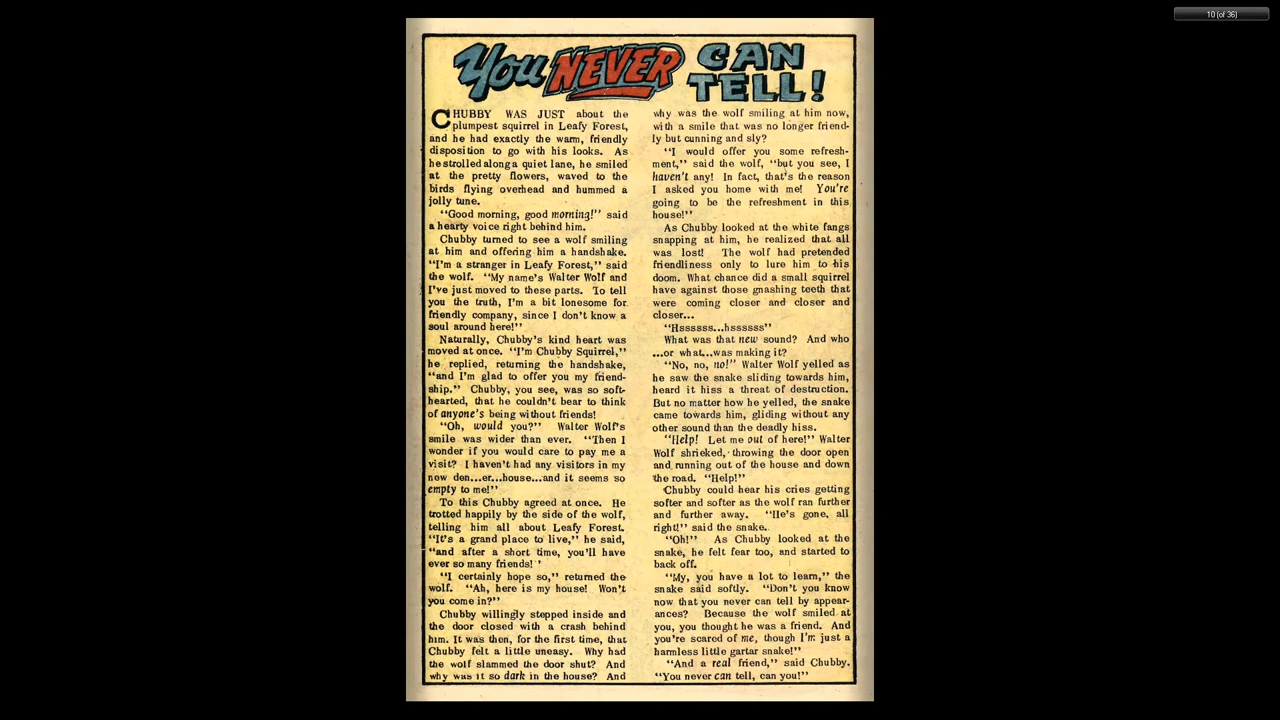 10 (of 36)
You NEVER CAN TELL!
CHUBBY WAS JUST about the
plumpest squirrel in Leafy Forest,
and he had exactly the warm, friendly
disposition to go with his looks. As
he strolled along a quiet lane, he smiled
at the pretty flowers, waved to the
birds flying overhead and hummed a
jolly tune.
"Good morning, good morning!" said
a hearty voice right behind him.
Chubby turned to see a wolf smiling
at him and offering him a handshake.
"I'm a stranger in Leafy Forest," said
the wolf. "My name's Walter Wolf and
I've just moved to these parts. To tell
you the truth, I'm a bit lonesome for
friendly company, since I don't know a
soul around here!"
Naturally, Chubby's kind heart was
moved at once. "I'm Chubby Squirrel,"
he replied, returning the handshake,
"and I'm glad to offer you my friend-
ship." Chubby, you see, was so soft-
hearted, that he couldn't bear to think
of anyone's being without friends!
"Oh, would you?" Walter Wolf's
smile was wider than ever. "Then I
wonder if you would care to pay me a
visit? I haven't had any visitors in my
new den...er...house...and it seems so
empty to me!"
To this Chubby agreed at once. He
trotted happily by the side of the wolf,
telling him all about Leafy Forest.
"It's a grand place to live," he said,
"and after a short time, you'll have
ever so many friends!"
"I certainly hope so," returned the
wolf. "Ah, here is my house! Won't
you come in?"
Chubby willingly stepped inside and
the door closed with a crash behind
him. It was then, for the first time, that
Chubby felt a little uneasy. Why had
the wolf slammed the door shut? And
why was it so dark in the house? And
why was the wolf smiling at him now,
with a smile that was no longer friend-
ly but cunning and sly?
"I would offer you some refresh-
ment," said the wolf, "but you see, I
haven't any! In fact, that's the reason
I asked you home with me! You're
going to be the refreshment in this
house!"
As Chubby looked at the white fangs
snapping at him, he realized that all
was lost! The wolf had pretended
friendliness only to lure him to his
doom. What chance did a small squirrel
have against those gnashing teeth that
were coming closer and closer and
closer...
"Hssssss...hssssss"
What was that new sound? And who
...or what...was making it?
"No, no, no!" Walter Wolf yelled as
he saw the snake sliding towards him,
heard it hiss a threat of destruction.
But no matter how he yelled, the snake
came towards him, gliding without any
other sound than the deadly hiss.
"Help! Let me out of here!" Walter
Wolf shrieked, throwing the door open
and running out of the house and down
the road. "Help!"
Chubby could hear his cries getting
softer and softer as the wolf ran further
and further away. "He's gone, all
right!" said the snake.
"Oh!" As Chubby looked at the
snake, he felt fear too, and started to
back off.
"My, you have a lot to learn," the
snake said softly. "Don't you know
now that you never can tell by appear-
ances? Because the wolf smiled at
you, you thought he was a friend. And
you're scared of me, though I'm just a
harmless little gartar snake!"
"And a real friend," said Chubby.
"You never can tell, can you!"